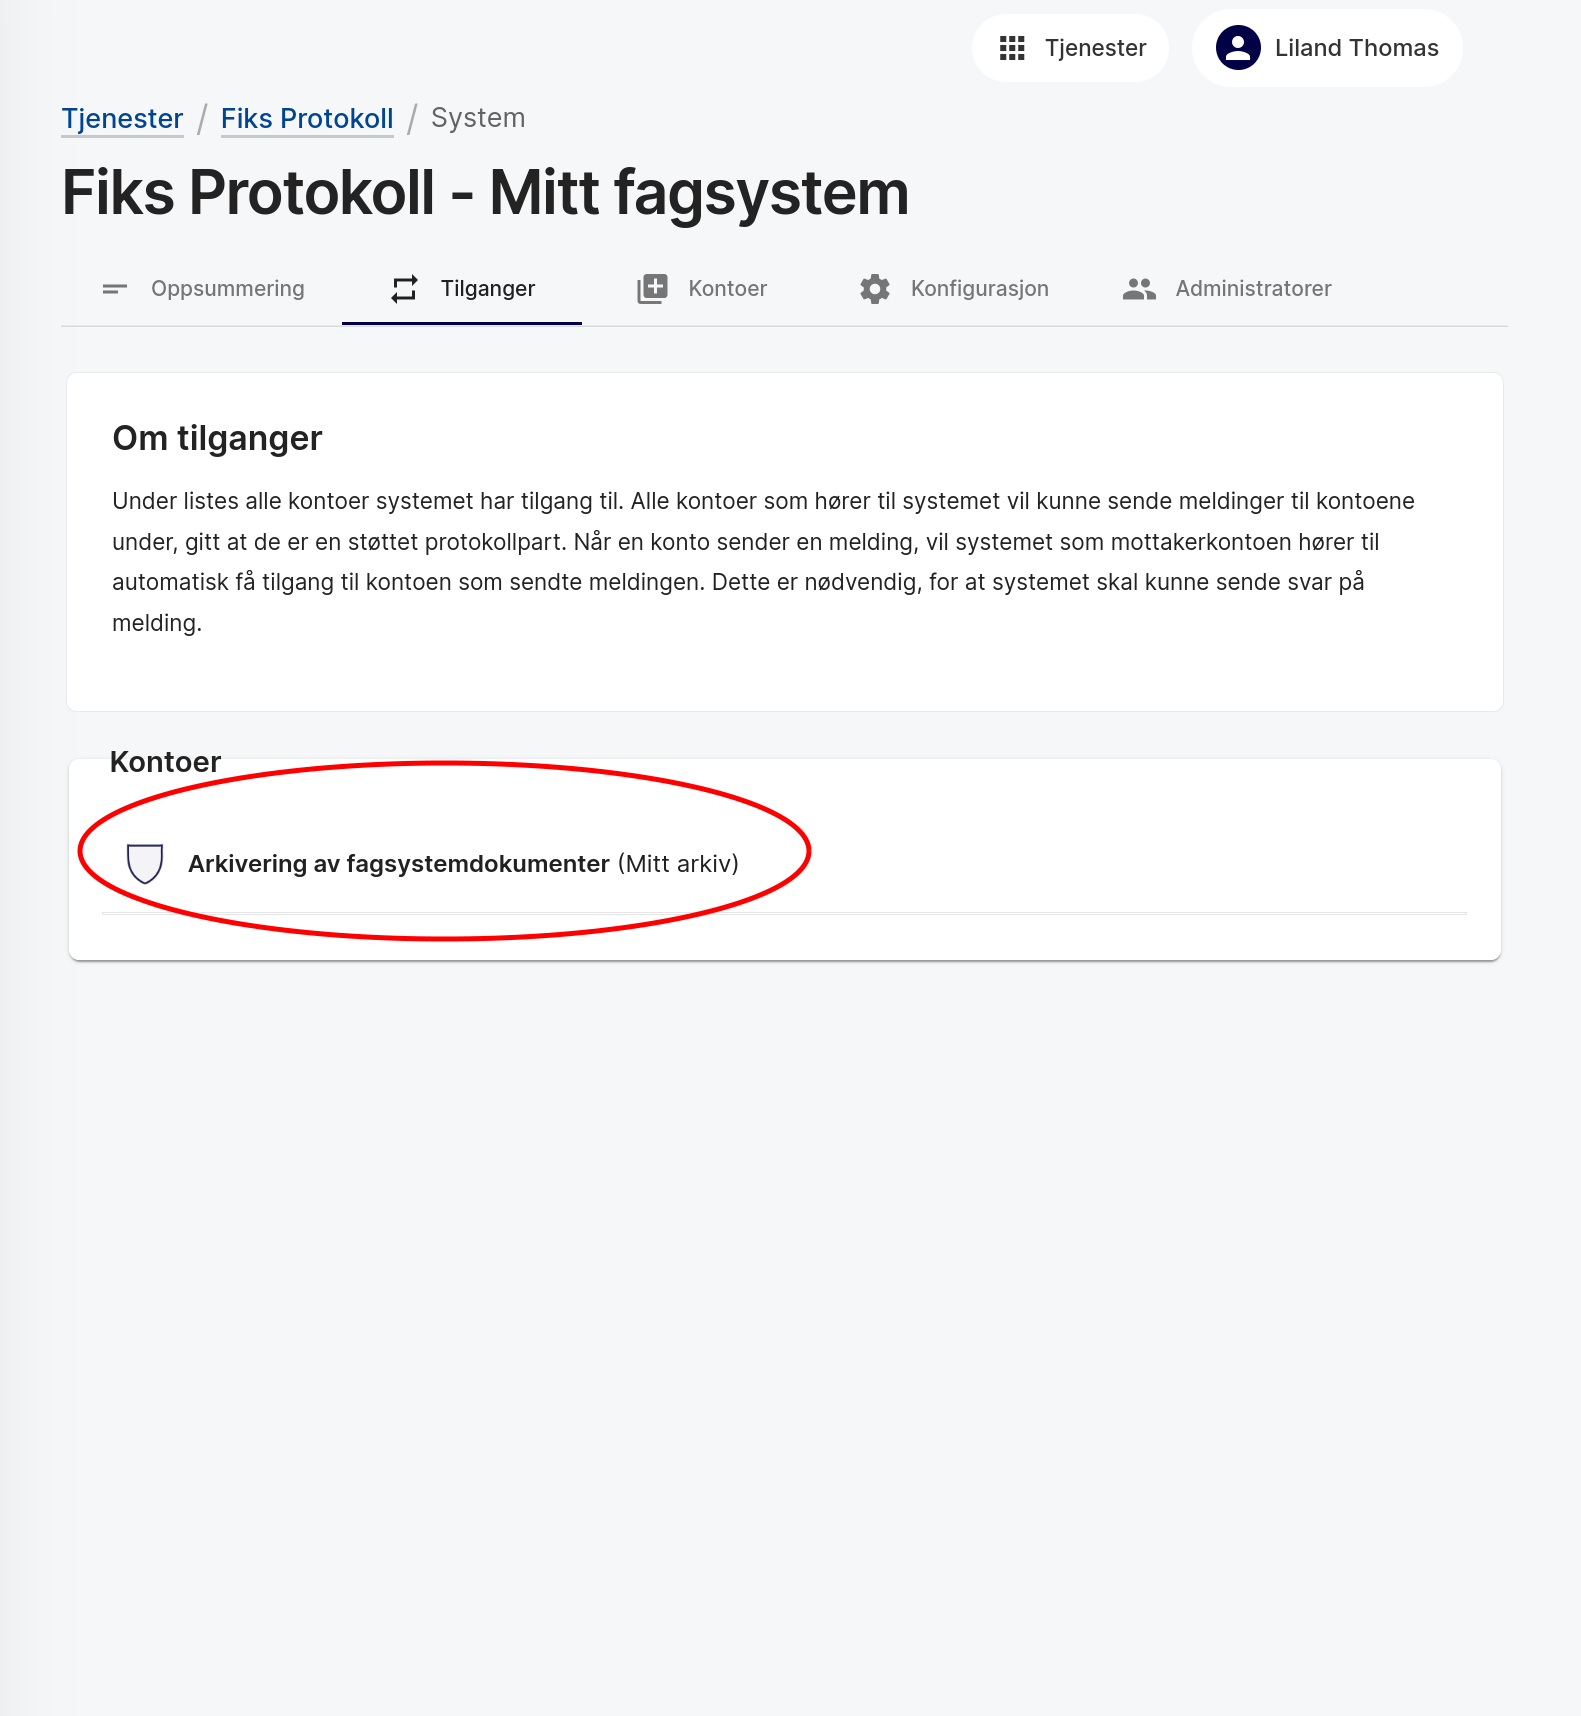 Tjenester
Liland Thomas
Tjenester / Fiks Protokoll / System
Fiks Protokoll - Mitt fagsystem
Oppsummering
Tilganger
Kontoer
Konfigurasjon
Administratorer
Om tilganger
Under listes alle kontoer systemet har tilgang til. Alle kontoer som hører til systemet vil kunne sende meldinger til kontoene
under, gitt at de er en støttet protokollpart. Når en konto sender en melding, vil systemet som mottakerkontoen hører til
automatisk få tilgang til kontoen som sendte meldingen. Dette er nødvendig, for at systemet skal kunne sende svar på
melding.
Kontoer
Arkivering av fagsystemdokumenter (Mitt arkiv)